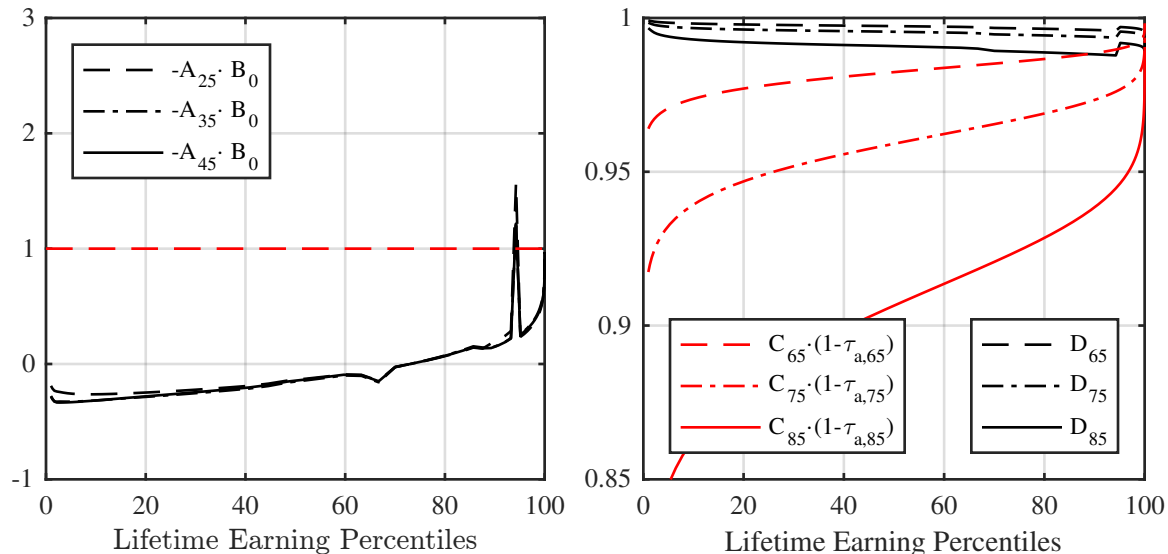 3
2
1
0
-1
-A25· B0
-A35· B0
-A45· B0
0 20 40 60 80 100
Lifetime Earning Percentiles
1
0.95
0.9
0.85
C65·(1-τa,65)
C75·(1-τa,75)
C85·(1-τa,85)
D65
D75
D85
0 20 40 60 80 100
Lifetime Earning Percentiles